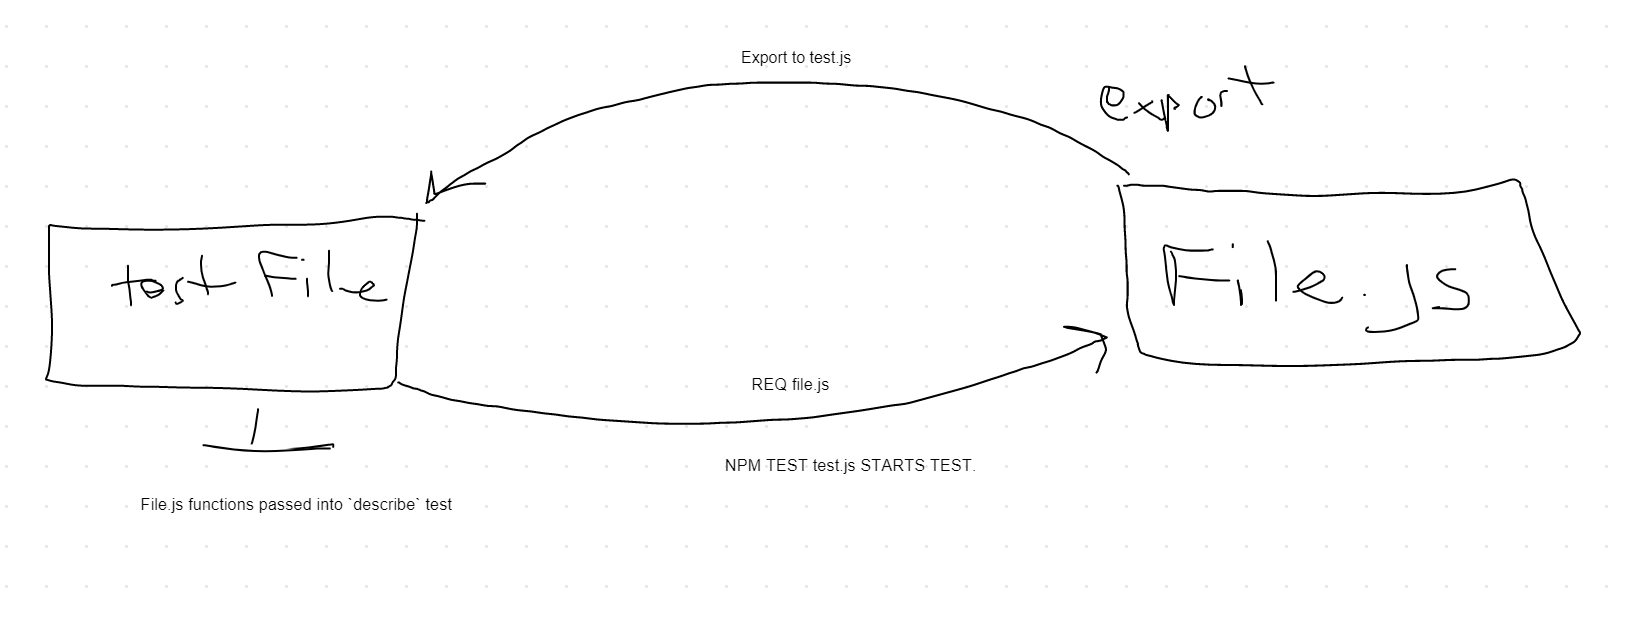 Export to test.js
export
test File
File.js
REQ file.js
NPM TEST test.js STARTS TEST.
File.js functions passed into `describe` test